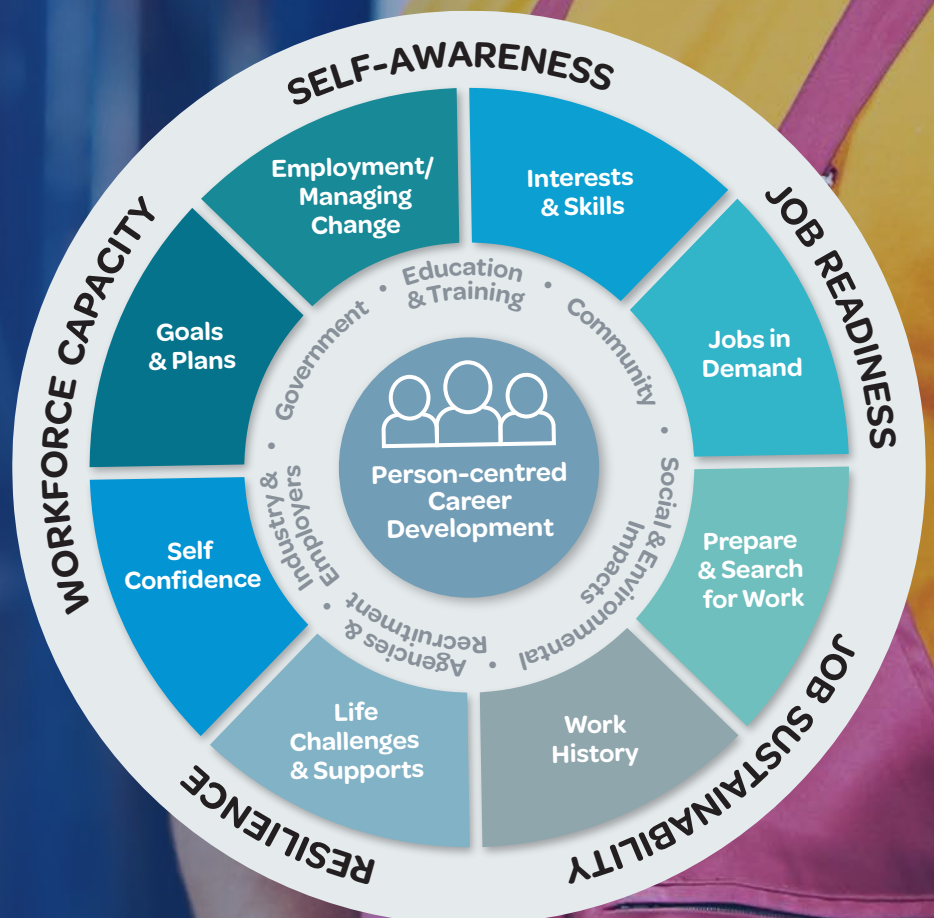 SELF-AWARENESS
JOB READINESS
JOB SUSTAINABILITY
RESILIENCE
WORKFORCE CAPACITY
Employment/
Managing
Change
Interests
& Skills
Jobs in
Demand
Prepare
& Search
for Work
Work
History
Life
Challenges
& Supports
Self
Confidence
Goals
& Plans
Education
& Training
Community
Social & Environmental
Impacts
Agencies &
Recruitment
Industry &
Employers
Government
Person-centred
Career
Development